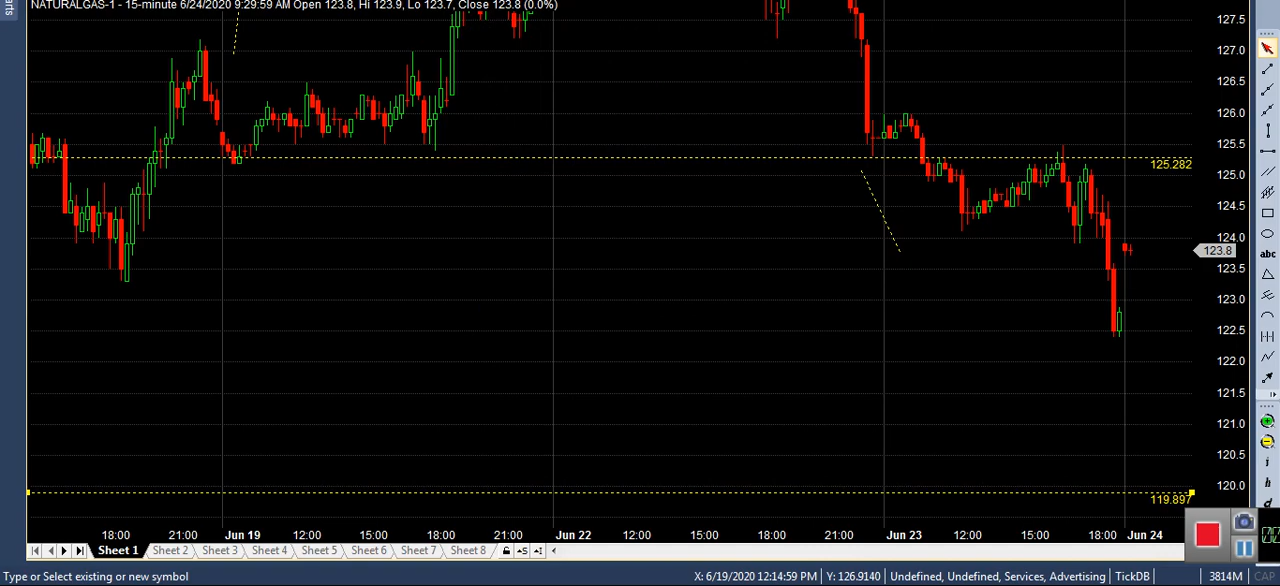 NATURALGAS-1 - 15-minute 6/24/2020 9:29:59 AM Open 123.8, Hi 123.9, Lo 123.7, Close 123.8 (0.0%)
127.5
127.0
126.5
126.0
125.5
125.282
125.0
124.5
124.0
123.8
123.5
123.0
122.5
122.0
121.5
121.0
120.5
120.0
119.897
abc
i
h
d
18:00 21:00 Jun 19 12:00 15:00 18:00 21:00 Jun 22 12:00 15:00 18:00 21:00 Jun 23 12:00 15:00 18:00 Jun 24
Sheet 1 Sheet 2 Sheet 3 Sheet 4 Sheet 5 Sheet 6 Sheet 7 Sheet 8
Type or Select existing or new symbol X: 6/19/2020 12:14:59 PM Y: 126.9140 Undefined, Undefined, Services, Advertising TickDB 3814M CAP